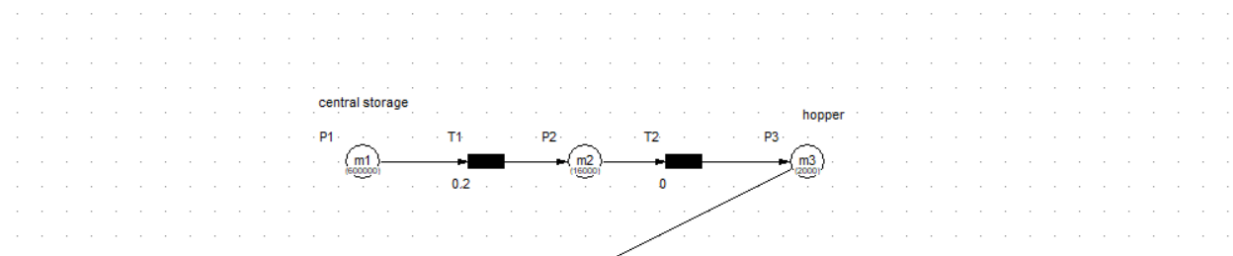 central storage
hopper
P1
T1
P2
T2
P3
m1
(600000)
m2
(16000)
m3
(2000)
0.2
0